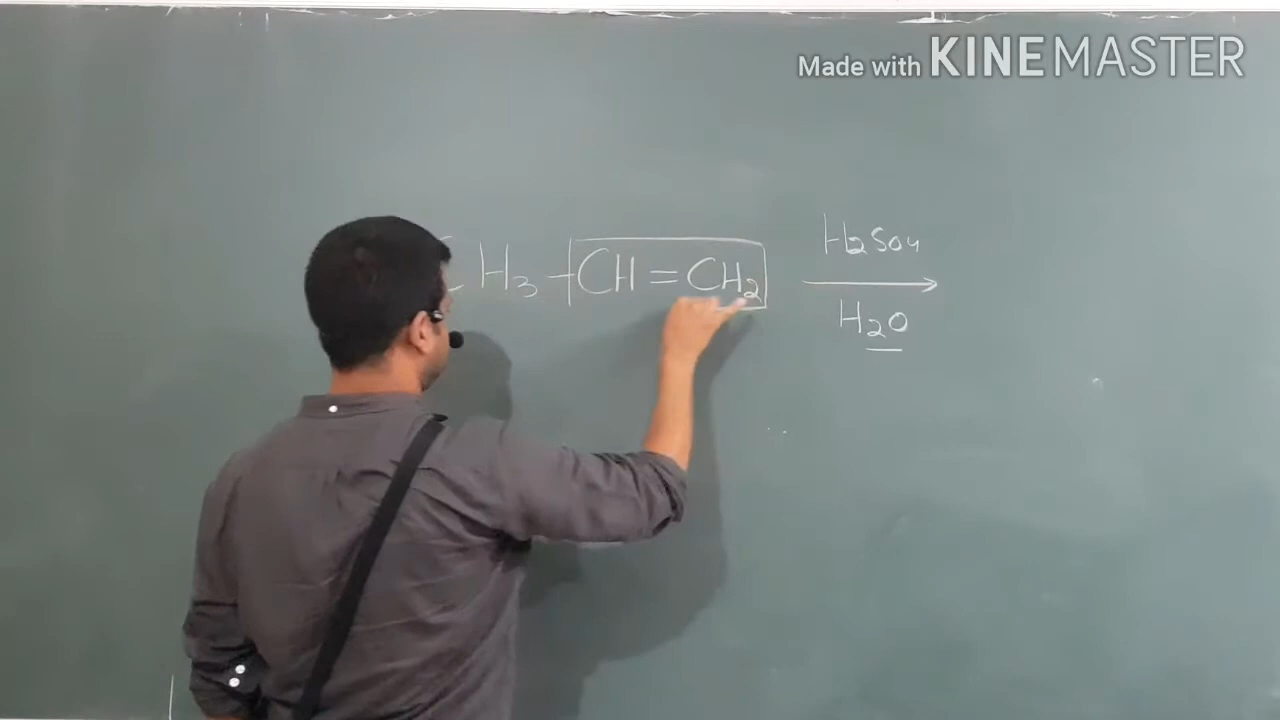 Made with KINEMASTER
H₂SO₄
CH₃-CH=CH₂ →
H₂O